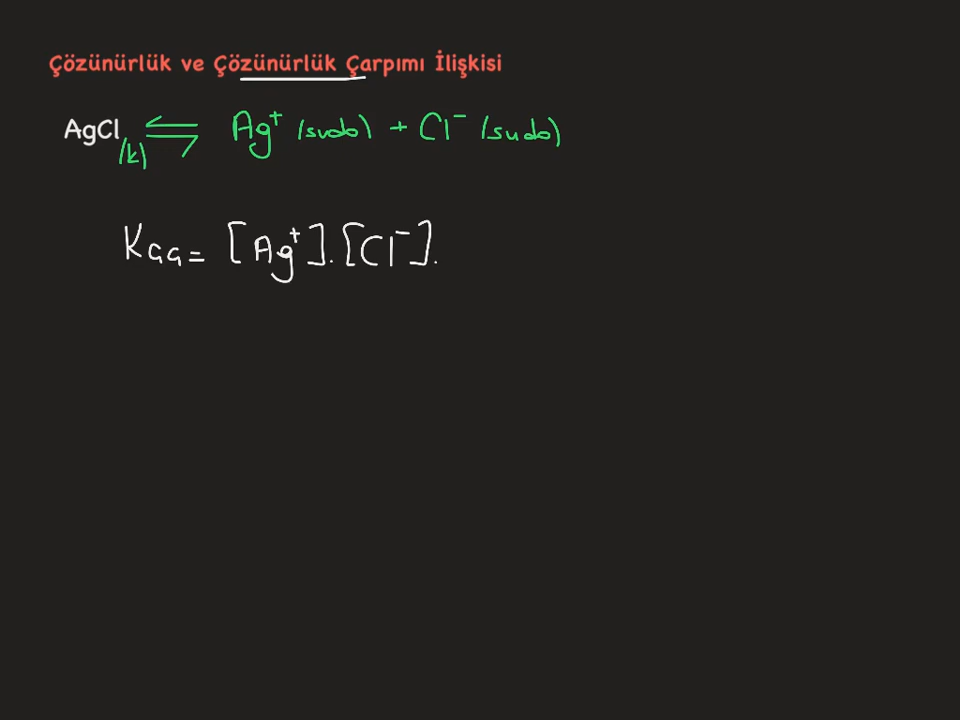 Çözünürlük ve Çözünürlük Çarpımı İlişkisi
AgCl (k) ⇌ Ag⁺ (suda) + Cl⁻ (suda)
Kçç = [Ag⁺] . [Cl⁻] .